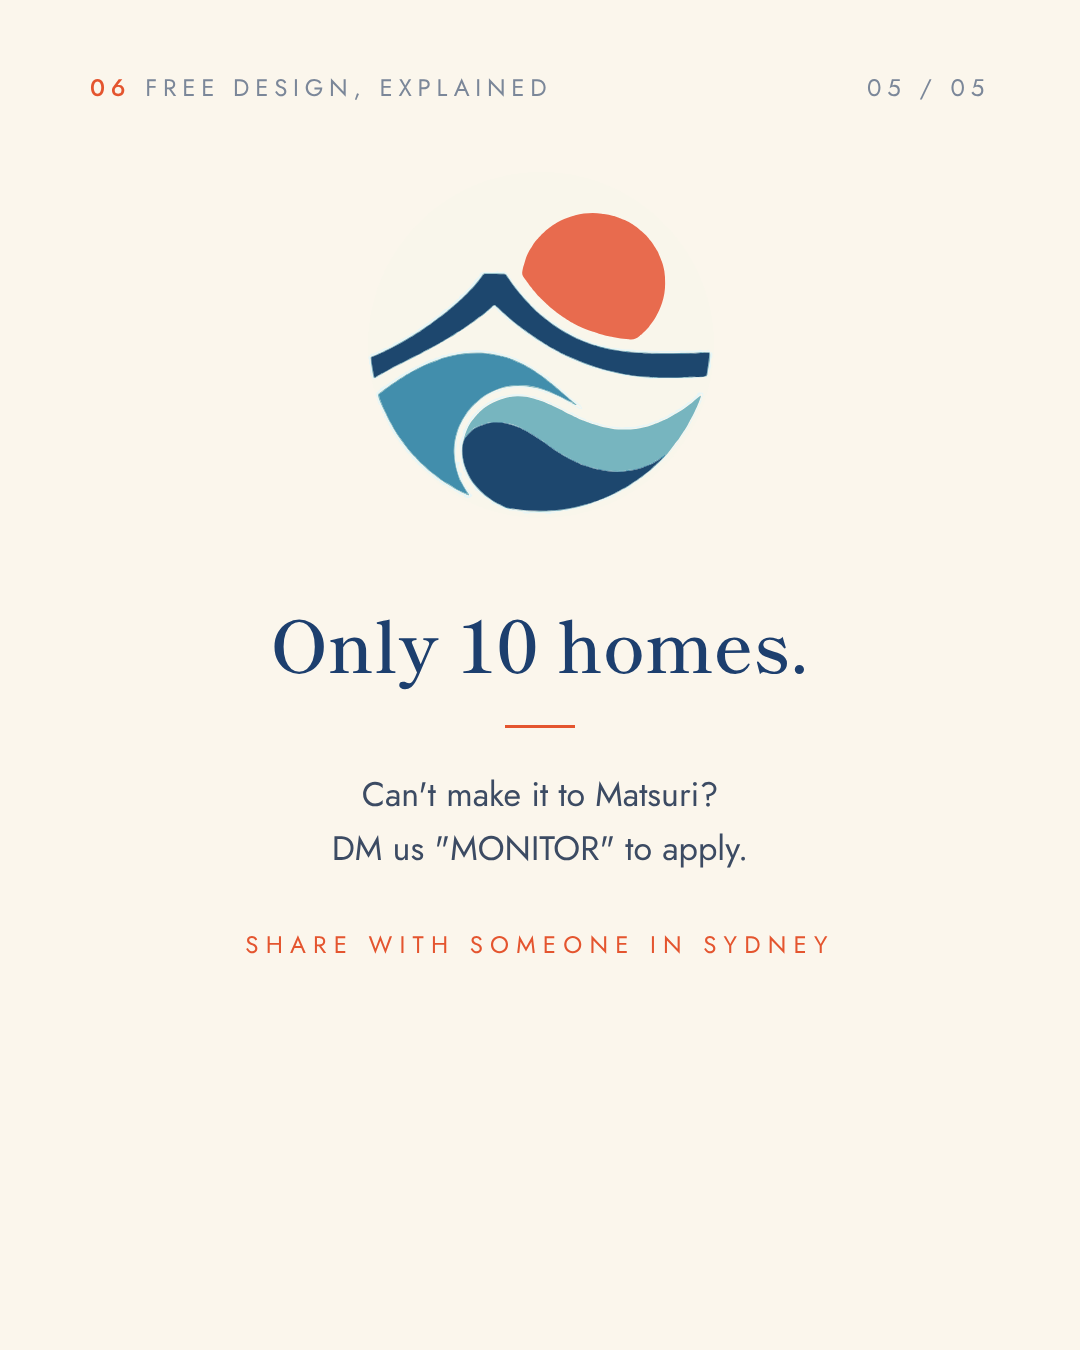 06 FREE DESIGN, EXPLAINED
05 / 05
Only 10 homes.
Can't make it to Matsuri?
DM us "MONITOR" to apply.
SHARE WITH SOMEONE IN SYDNEY